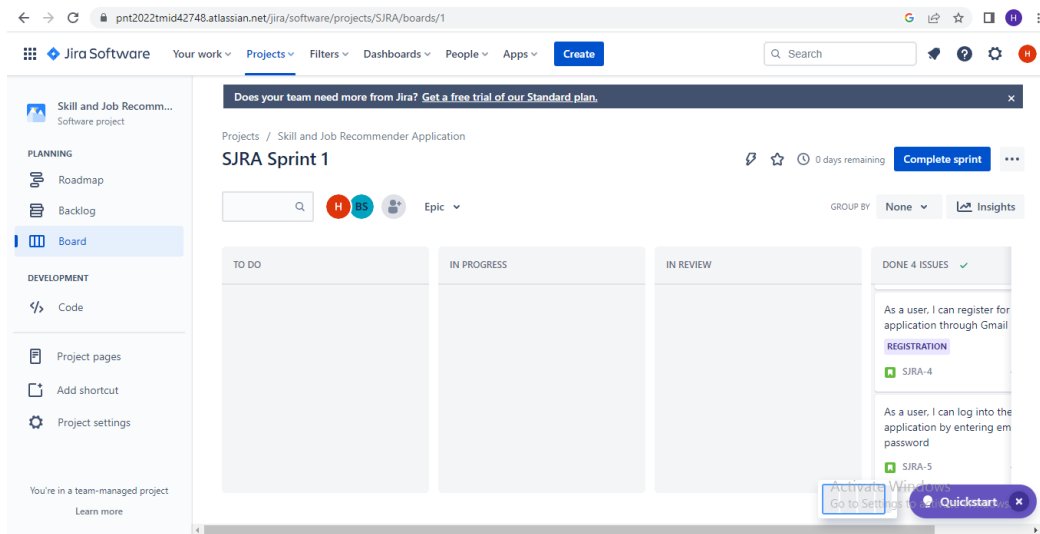 pnt2022tmid42748.atlassian.net/jira/software/projects/SJRA/boards/1
H
Jira Software Your work Projects Filters Dashboards People Apps Create Search H
Does your team need more from Jira? Get a free trial of our Standard plan.
Skill and Job Recomm...
Software project
Projects / Skill and Job Recommender Application
PLANNING
SJRA Sprint 1 0 days remaining Complete sprint
Roadmap
Backlog
H BS Epic GROUP BY None Insights
Board
TO DO IN PROGRESS IN REVIEW DONE 4 ISSUES
DEVELOPMENT
Code
As a user, I can register for
application through Gmail
REGISTRATION
SJRA-4
Project pages
Add shortcut
Project settings
As a user, I can log into the
application by entering em
password
SJRA-5
You're in a team-managed project
Learn more
Activate Windows
Go to Settings to
Quickstart